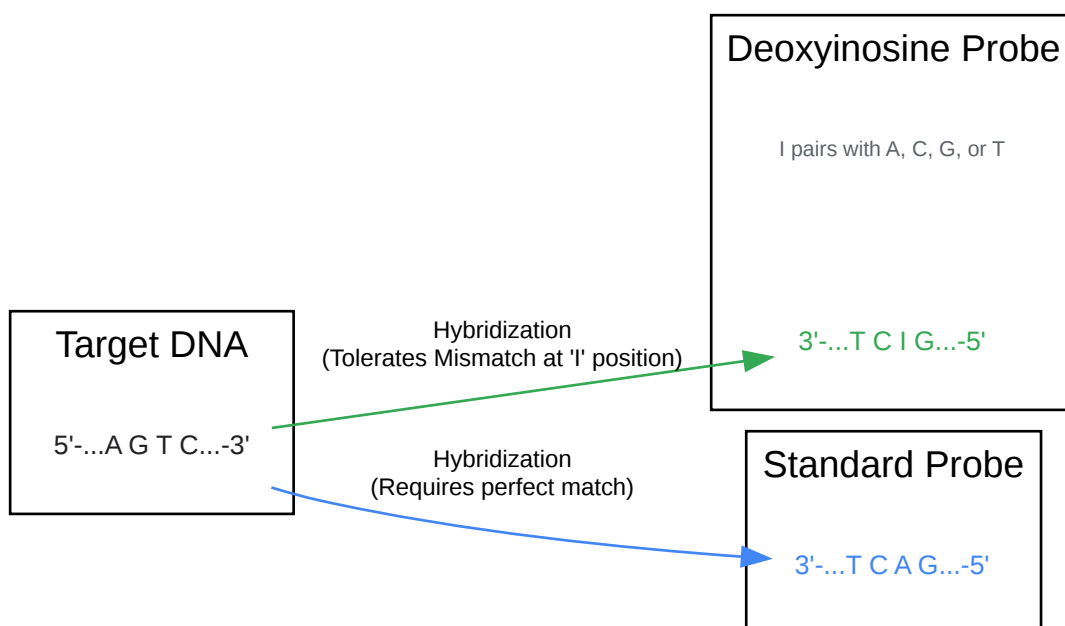 Deoxyinosine Probe
I pairs with A, C, G, or T
3'-...T C I G...-5'
Target DNA
5'-...A G T C...-3'
Hybridization
(Tolerates Mismatch at 'I' position)
Hybridization
(Requires perfect match)
Standard Probe
3'-...T C A G...-5'